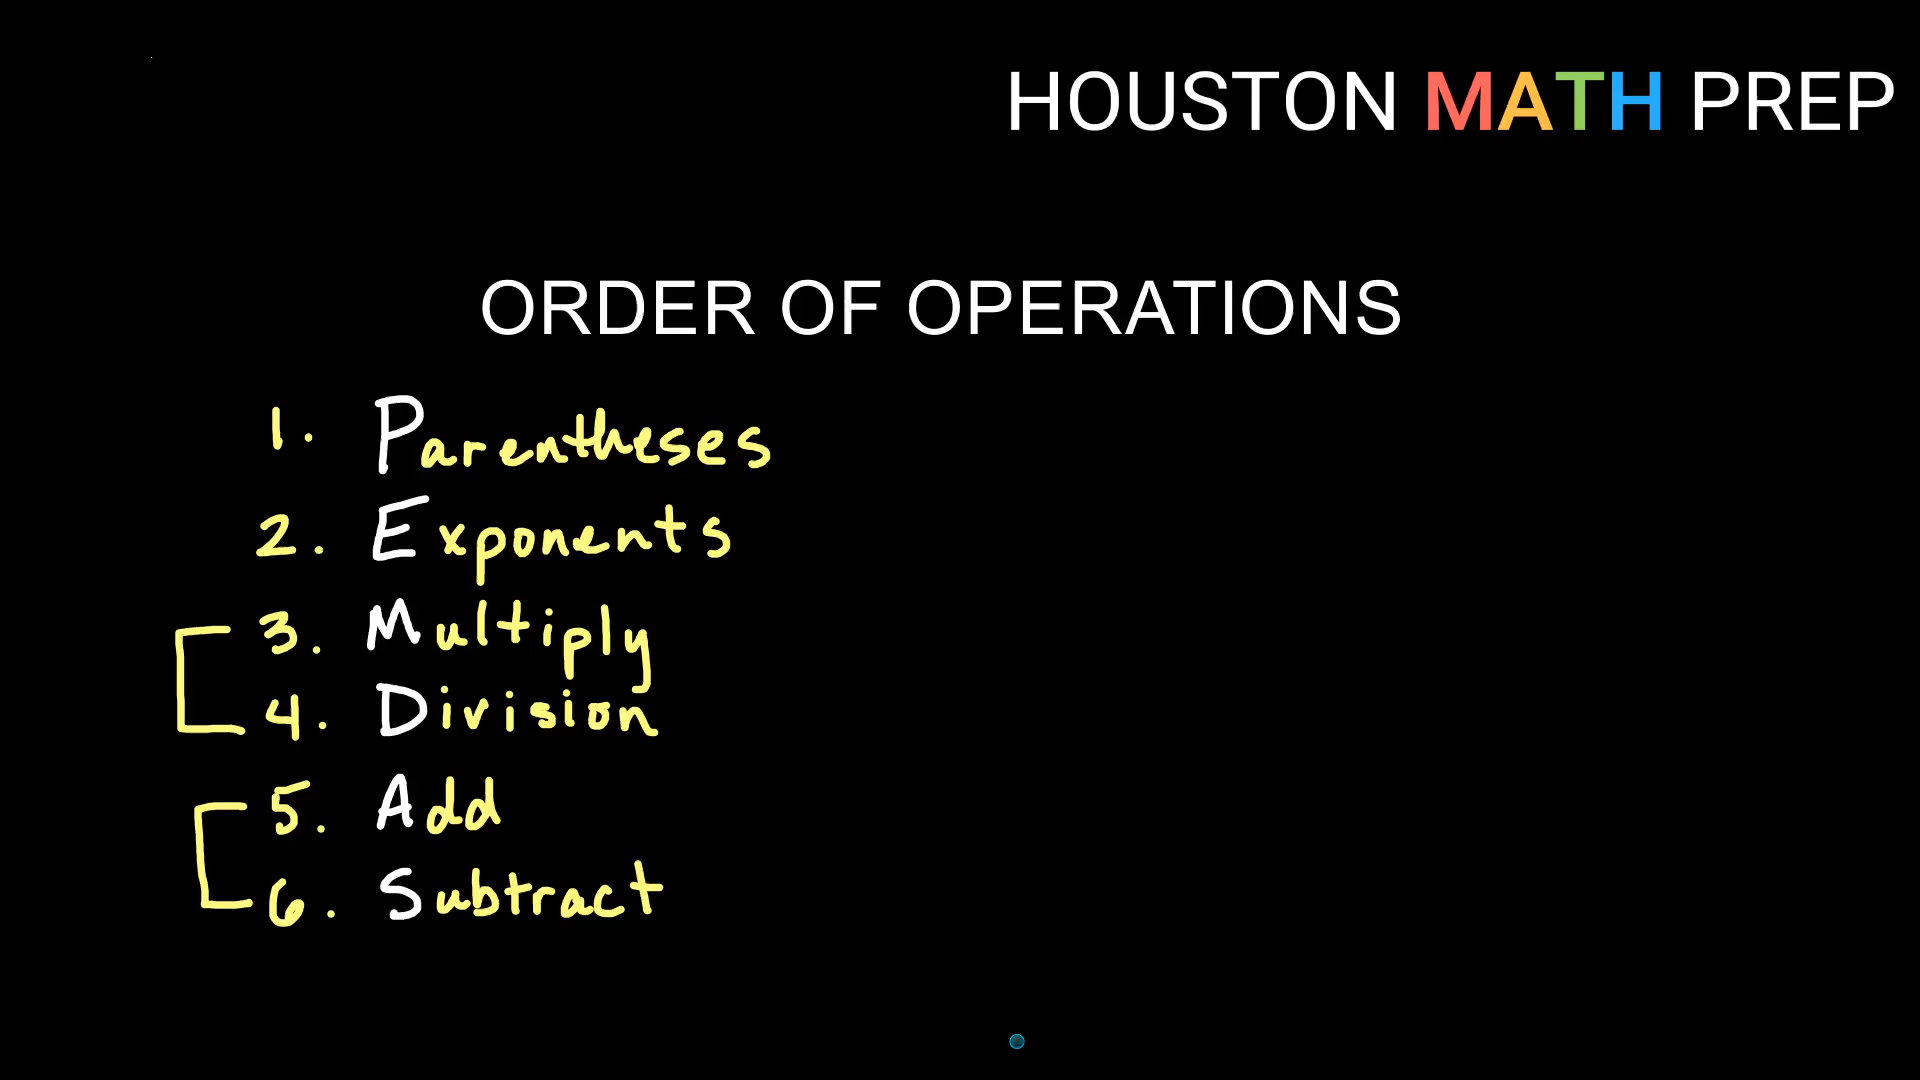 HOUSTON MATH PREP
ORDER OF OPERATIONS
1. Parentheses
2. Exponents
3. Multiply
4. Division
5. Add
6. Subtract